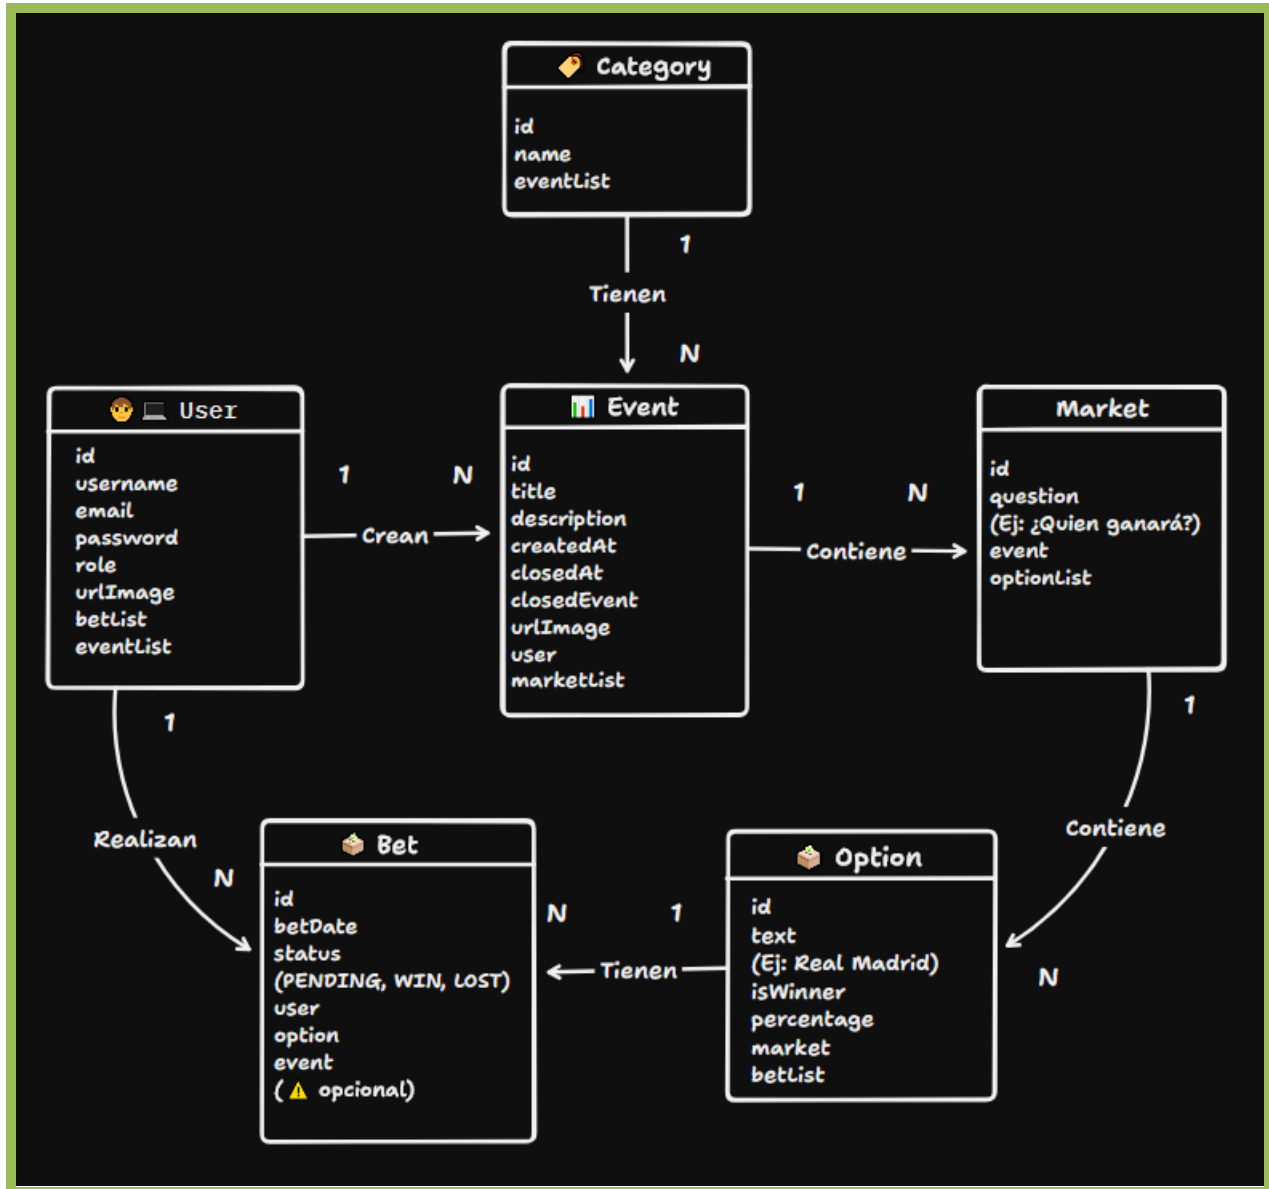 Category
id
name
eventList
1
Tienen
N
User
id
username
email
password
role
urlImage
betList
eventList
1
N
Crean
Event
id
title
description
createdAt
closedAt
closedEvent
urlImage
user
marketList
1
N
Contiene
Market
id
question
(Ej: ¿Quien ganará?)
event
optionList
1
Realizan
N
1
Contiene
N
Bet
id
betDate
status
(PENDING, WIN, LOST)
user
option
event
(⚠️ opcional)
N
1
Tienen
Option
id
text
(Ej: Real Madrid)
isWinner
percentage
market
betList